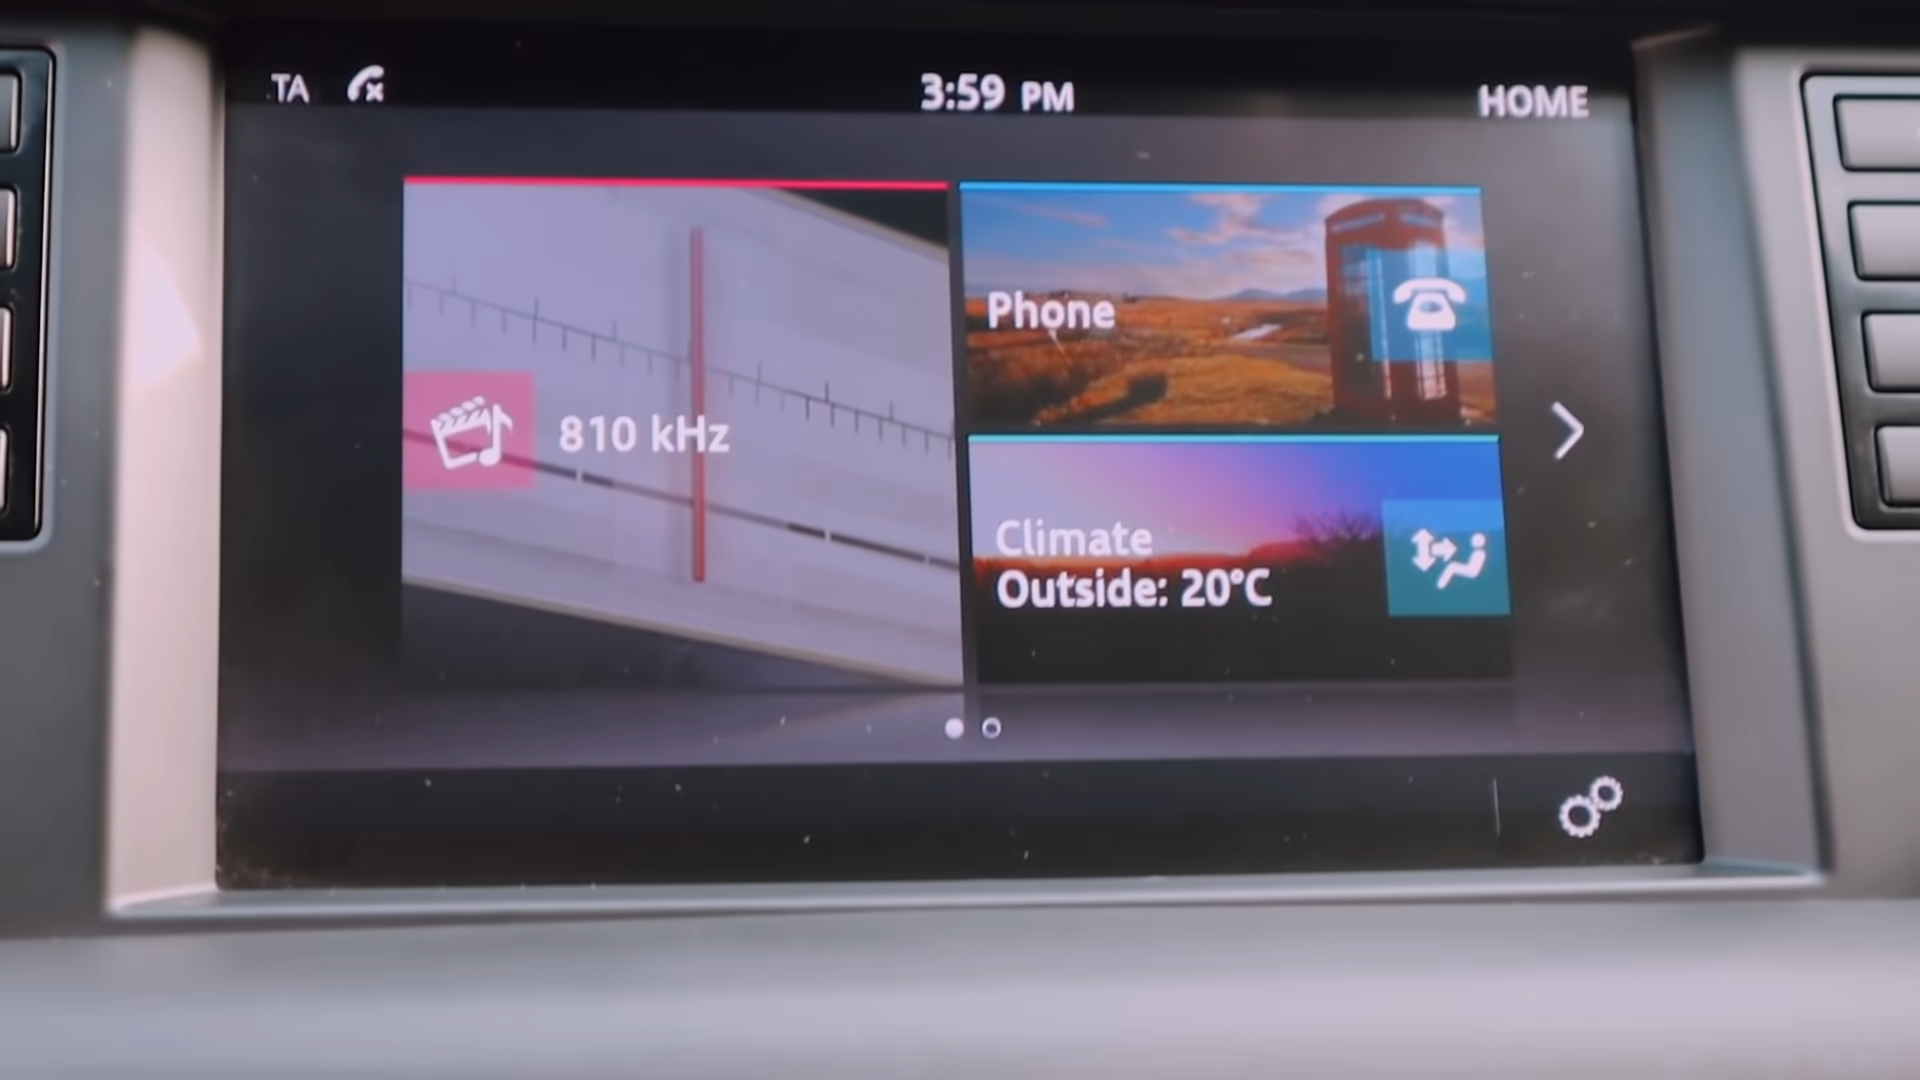 TA
3:59 PM
HOME
810 kHz
Phone
Climate
Outside: 20°C